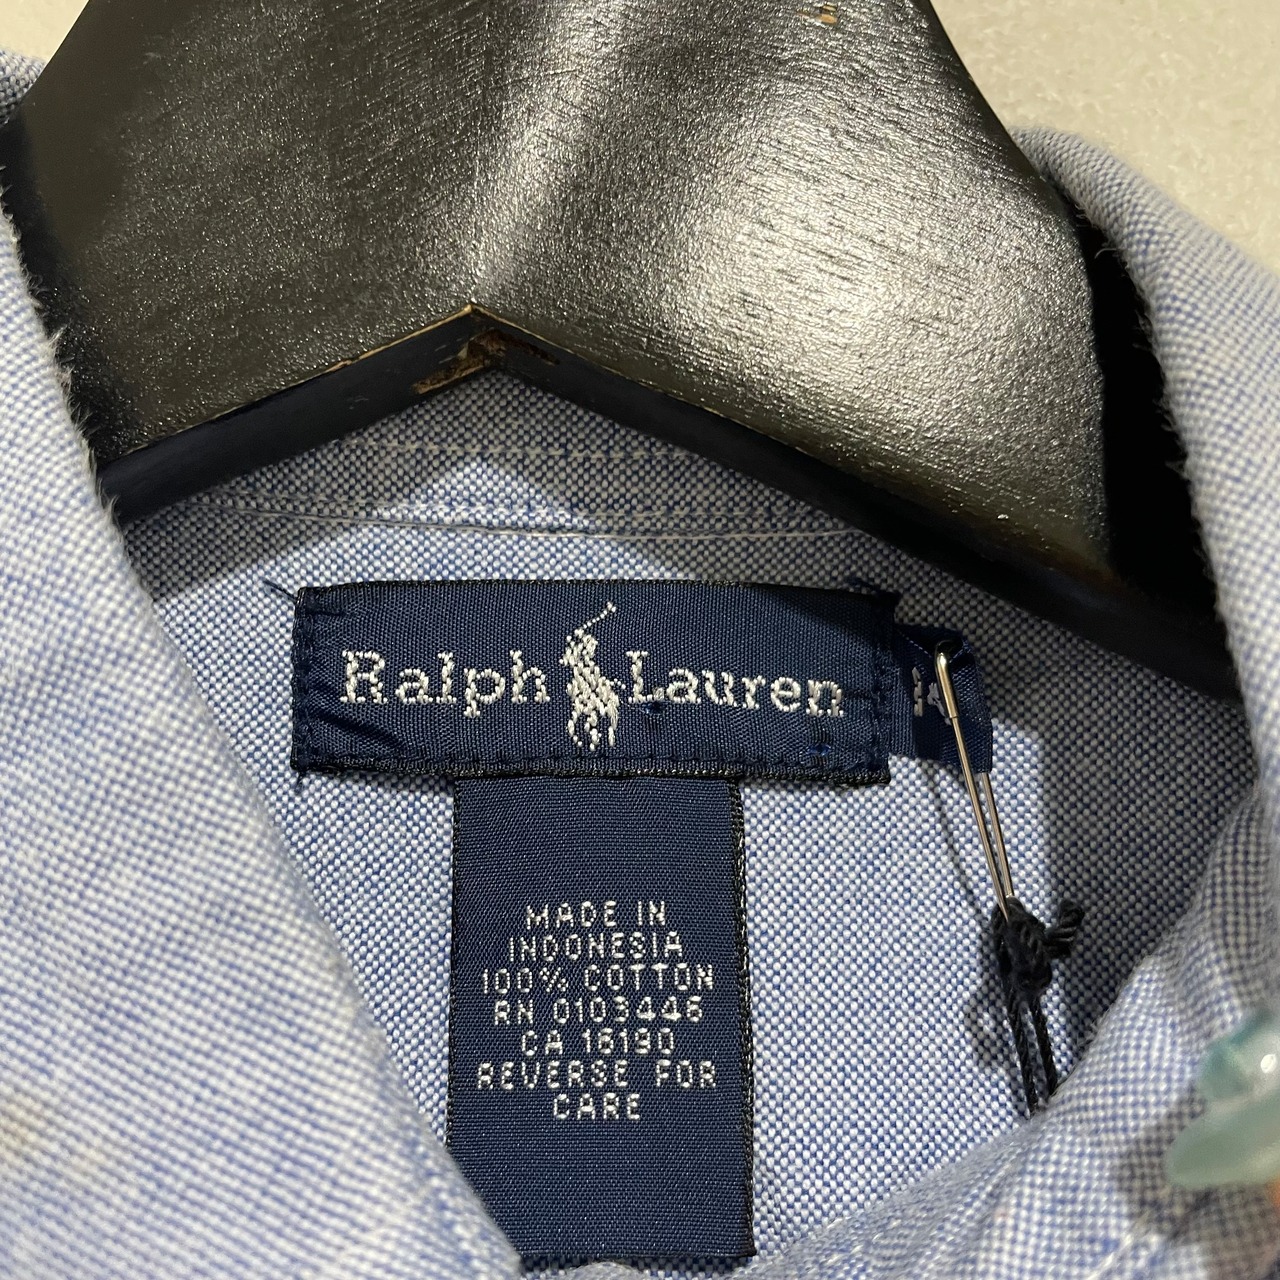 Ralph Lauren
MADE IN
INDONESIA
100% COTTON
RN 0103446
CA 16190
REVERSE FOR
CARE